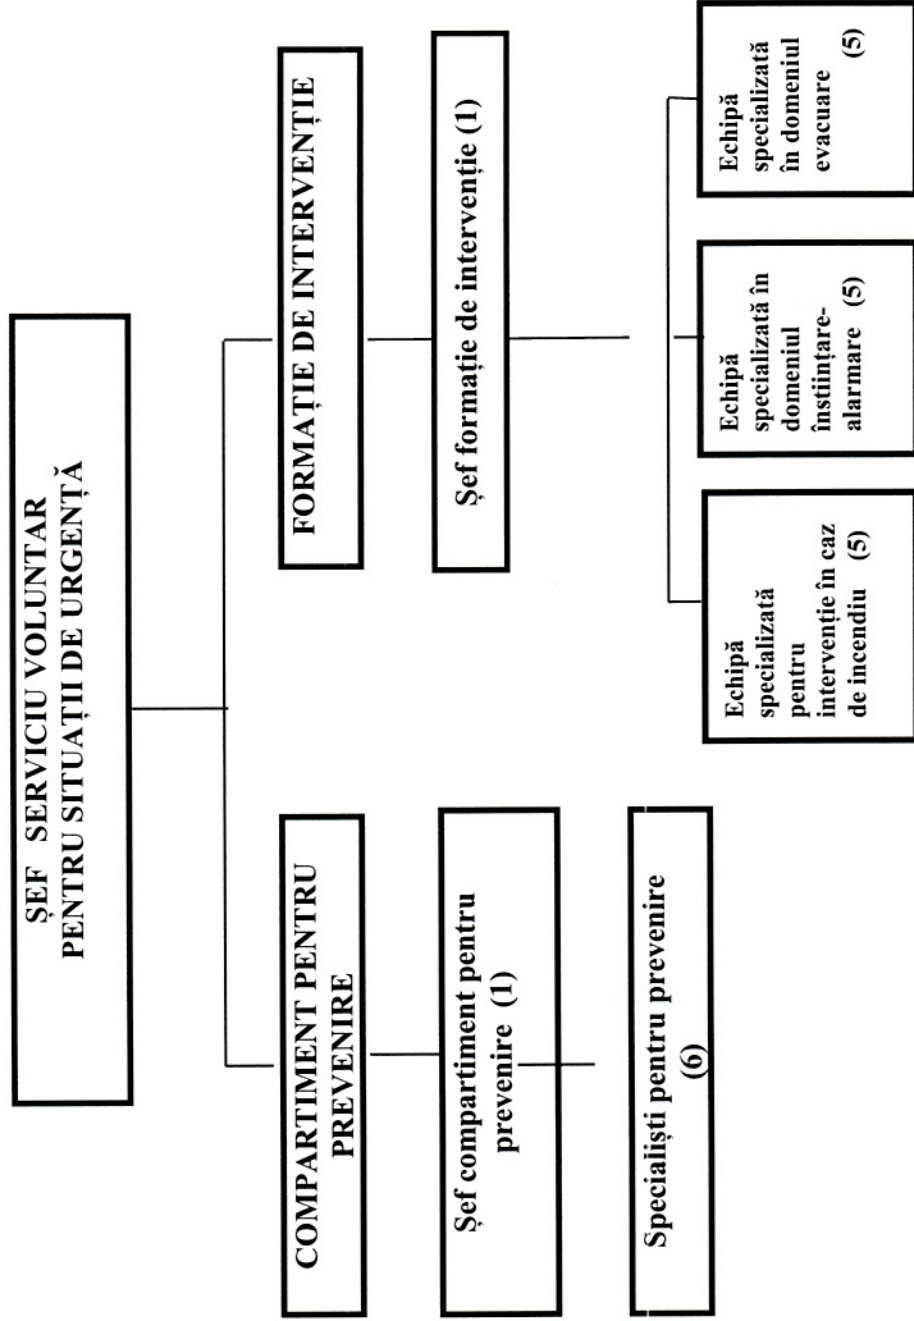 ȘEF SERVICIU VOLUNTAR
PENTRU SITUAȚII DE URGENȚĂ
COMPARTIMENT PENTRU
PREVENIRE
FORMAȚIE DE INTERVENȚIE
Șef compartiment pentru
prevenire (1)
Șef formație de intervenție (1)
Specialiști pentru prevenire
(6)
Echipă
specializată
pentru
intervenție în caz
de incendiu (5)
Echipă
specializată în
domeniul
înstiințare-
alarmare (5)
Echipă
specializată
în domeniul
evacuare
(5)